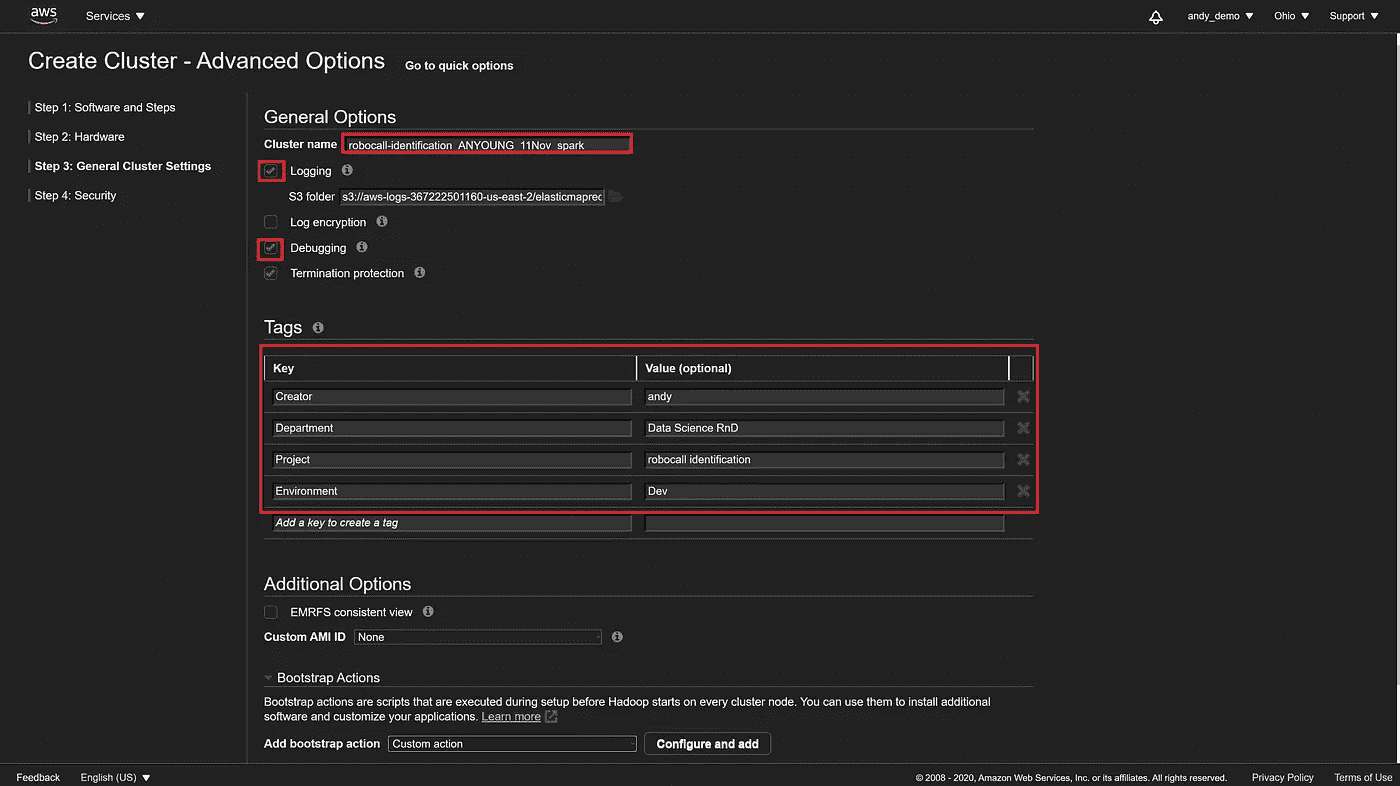 aws Services andy_demo Ohio Support
Create Cluster - Advanced Options Go to quick options
Step 1: Software and Steps
Step 2: Hardware
Step 3: General Cluster Settings
Step 4: Security
General Options
Cluster name robocall-identification_ANYOUNG_11Nov_spark
Logging
S3 folder s3://aws-logs-367222501160-us-east-2/elasticmapred
Log encryption
Debugging
Termination protection
Tags
Key Value (optional)
Creator andy
Department Data Science RnD
Project robocall identification
Environment Dev
Add a key to create a tag
Additional Options
EMRFS consistent view
Custom AMI ID None
Bootstrap Actions
Bootstrap actions are scripts that are executed during setup before Hadoop starts on every cluster node. You can use them to install additional
software and customize your applications. Learn more
Add bootstrap action Custom action Configure and add
Feedback English (US) © 2008 - 2020, Amazon Web Services, Inc. or its affiliates. All rights reserved. Privacy Policy Terms of Use